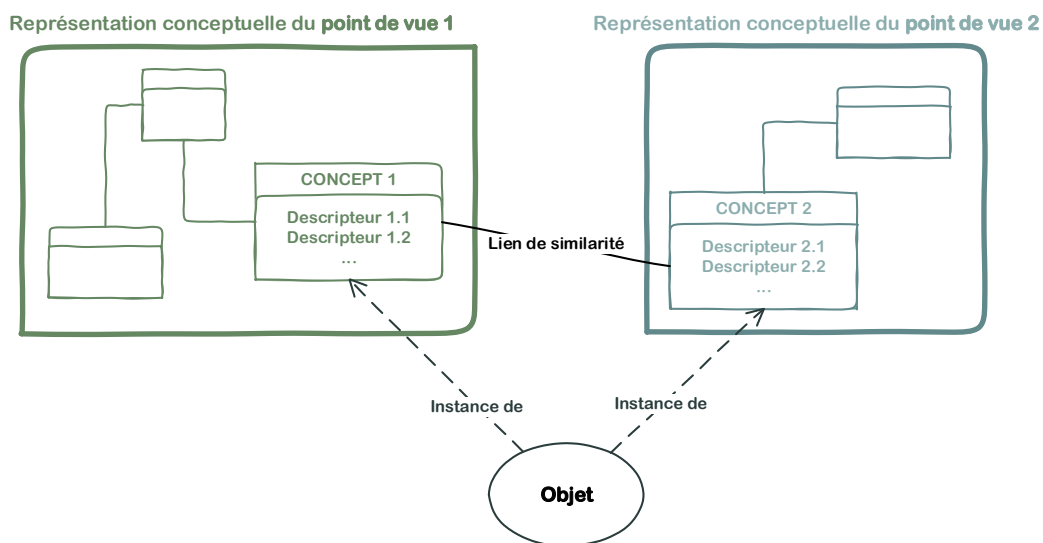 Représentation conceptuelle du point de vue 1
Représentation conceptuelle du point de vue 2
CONCEPT 1
Descripteur 1.1
Descripteur 1.2
...
CONCEPT 2
Descripteur 2.1
Descripteur 2.2
...
Lien de similarité
Instance de
Instance de
Objet